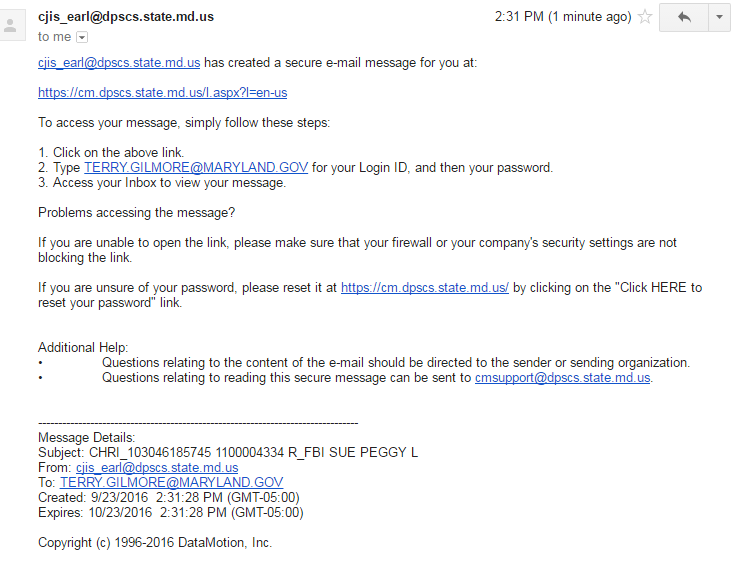 cjis_earl@dpscs.state.md.us 2:31 PM (1 minute ago)
to me
cjis_earl@dpscs.state.md.us has created a secure e-mail message for you at:
https://cm.dpscs.state.md.us/l.aspx?l=en-us
To access your message, simply follow these steps:
1. Click on the above link.
2. Type TERRY.GILMORE@MARYLAND.GOV for your Login ID, and then your password.
3. Access your Inbox to view your message.
Problems accessing the message?
If you are unable to open the link, please make sure that your firewall or your company's security settings are not
blocking the link.
If you are unsure of your password, please reset it at https://cm.dpscs.state.md.us/ by clicking on the "Click HERE to
reset your password" link.
Additional Help:
• Questions relating to the content of the e-mail should be directed to the sender or sending organization.
• Questions relating to reading this secure message can be sent to cmsupport@dpscs.state.md.us.
--------------------------------------------------------------------------------
Message Details:
Subject: CHRI_103046185745 1100004334 R_FBI SUE PEGGY L
From: cjis_earl@dpscs.state.md.us
To: TERRY.GILMORE@MARYLAND.GOV
Created: 9/23/2016 2:31:28 PM (GMT-05:00)
Expires: 10/23/2016 2:31:28 PM (GMT-05:00)
Copyright (c) 1996-2016 DataMotion, Inc.